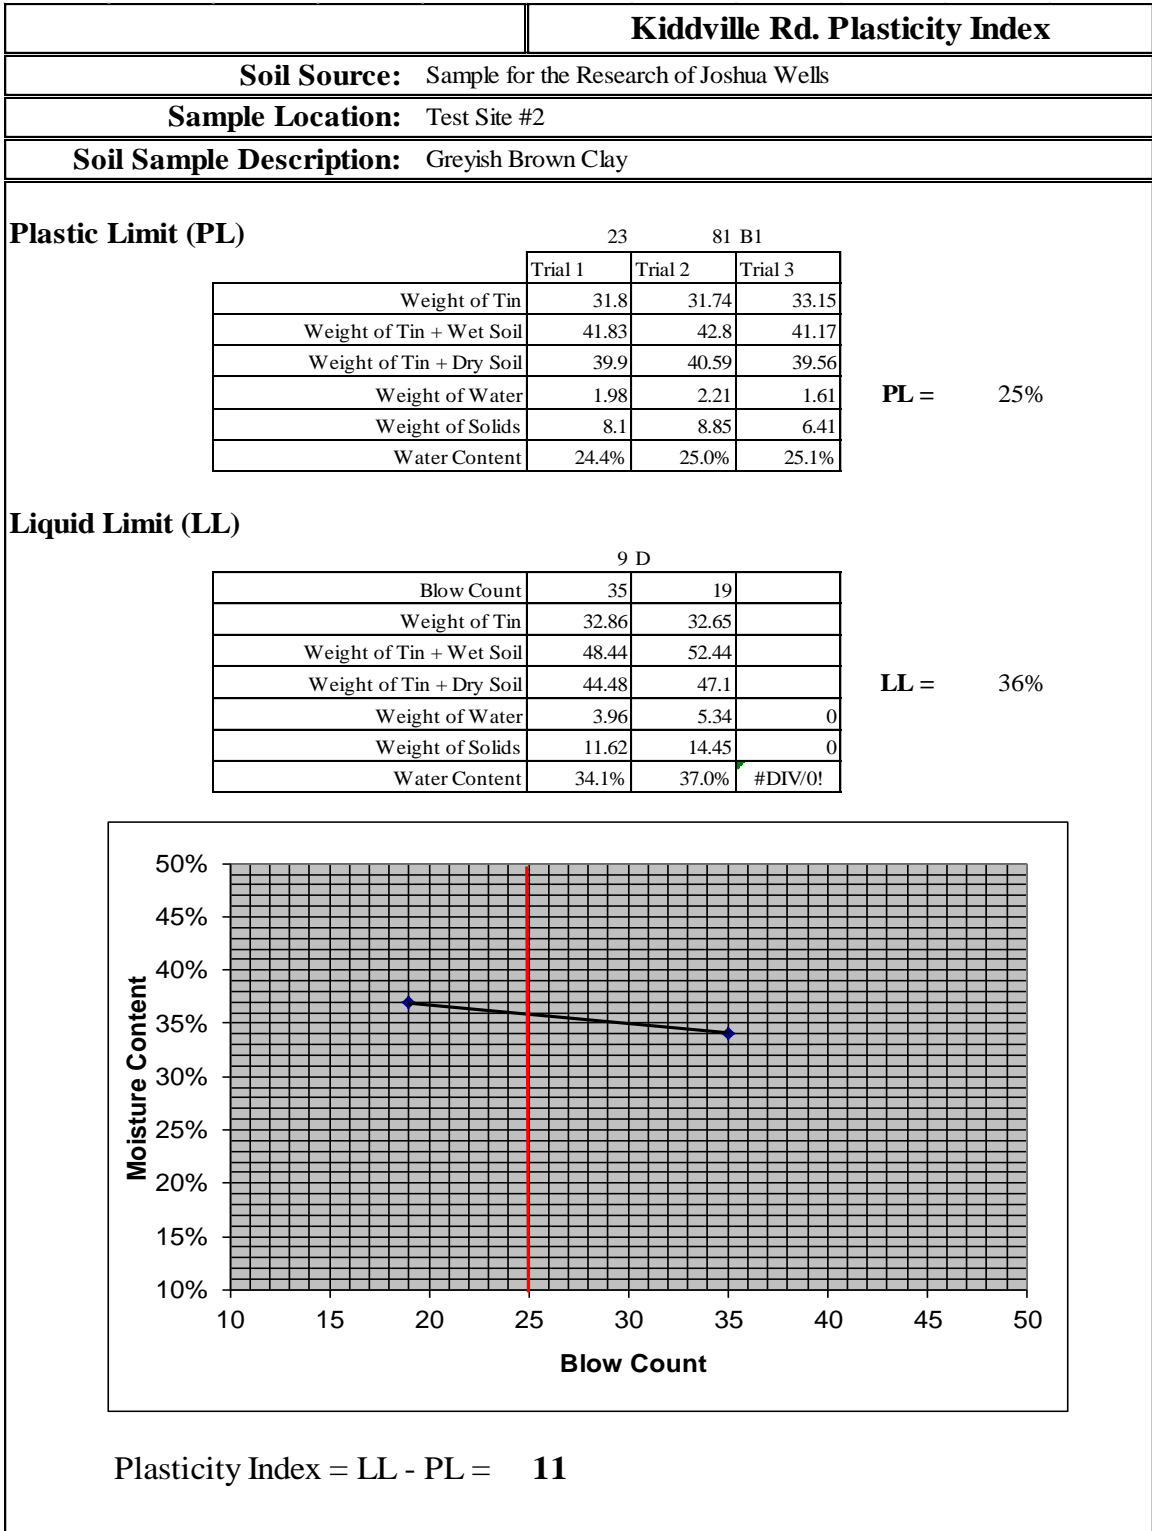 Kiddville Rd. Plasticity Index
Soil Source: Sample for the Research of Joshua Wells
Sample Location: Test Site #2
Soil Sample Description: Greyish Brown Clay
Plastic Limit (PL)
23 81 B1
Trial 1 Trial 2 Trial 3
Weight of Tin 31.8 31.74 33.15
Weight of Tin + Wet Soil 41.83 42.8 41.17
Weight of Tin + Dry Soil 39.9 40.59 39.56
Weight of Water 1.98 2.21 1.61 PL = 25%
Weight of Solids 8.1 8.85 6.41
Water Content 24.4% 25.0% 25.1%
Liquid Limit (LL)
9 D
Blow Count 35 19
Weight of Tin 32.86 32.65
Weight of Tin + Wet Soil 48.44 52.44
Weight of Tin + Dry Soil 44.48 47.1 LL = 36%
Weight of Water 3.96 5.34 0
Weight of Solids 11.62 14.45 0
Water Content 34.1% 37.0% #DIV/0!
50%
45%
40%
35%
30%
25%
20%
15%
10%
Moisture Content
10 15 20 25 30 35 40 45 50
Blow Count
Plasticity Index = LL - PL = 11